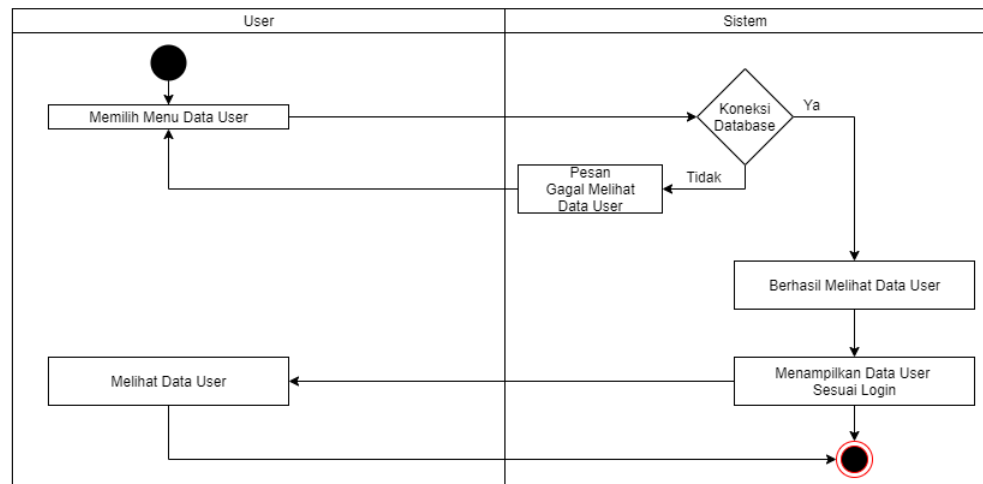 User
Sistem
Memilih Menu Data User
Koneksi
Database
Ya
Tidak
Pesan
Gagal Melihat
Data User
Berhasil Melihat Data User
Melihat Data User
Menampilkan Data User
Sesuai Login